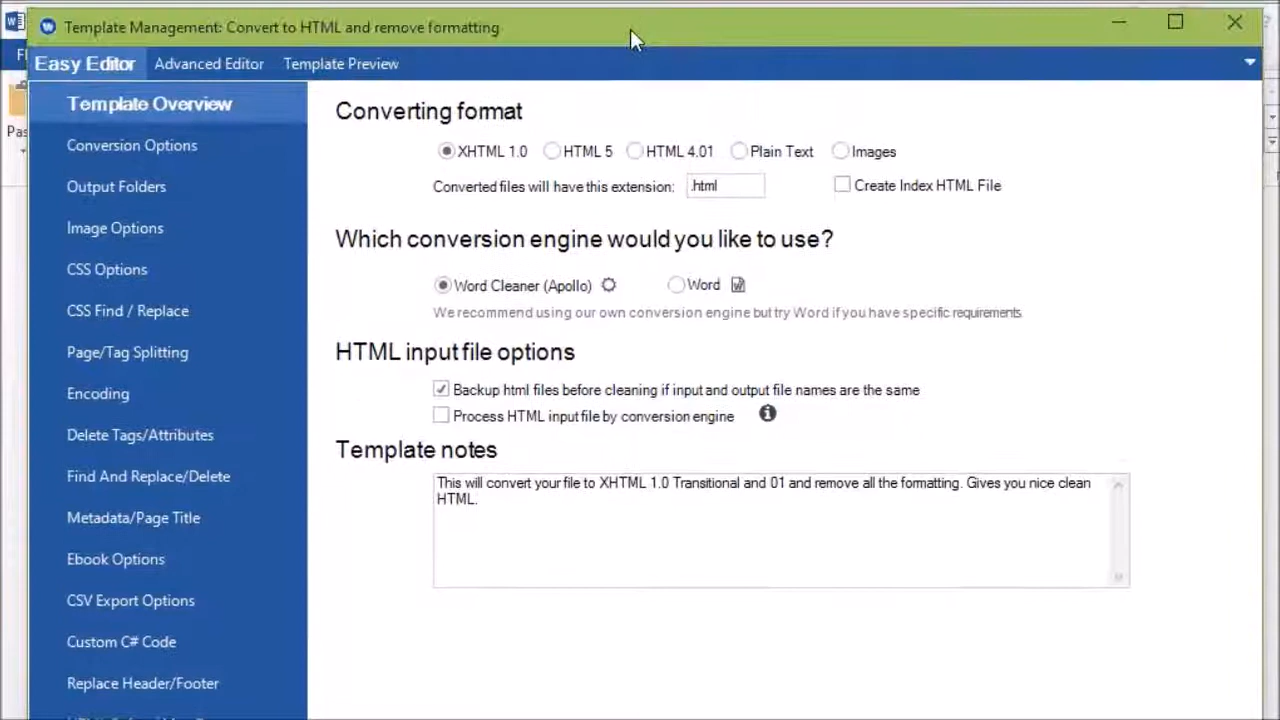 Template Management: Convert to HTML and remove formatting
Easy Editor Advanced Editor Template Preview
Template Overview
Conversion Options
Output Folders
Image Options
CSS Options
CSS Find / Replace
Page/Tag Splitting
Encoding
Delete Tags/Attributes
Find And Replace/Delete
Metadata/Page Title
Ebook Options
CSV Export Options
Custom C# Code
Replace Header/Footer
Converting format
XHTML 1.0 HTML 5 HTML 4.01 Plain Text Images
Converted files will have this extension: .html Create Index HTML File
Which conversion engine would you like to use?
Word Cleaner (Apollo) Word
We recommend using our own conversion engine but try Word if you have specific requirements.
HTML input file options
Backup html files before cleaning if input and output file names are the same
Process HTML input file by conversion engine
Template notes
This will convert your file to XHTML 1.0 Transitional and 01 and remove all the formatting. Gives you nice clean
HTML.